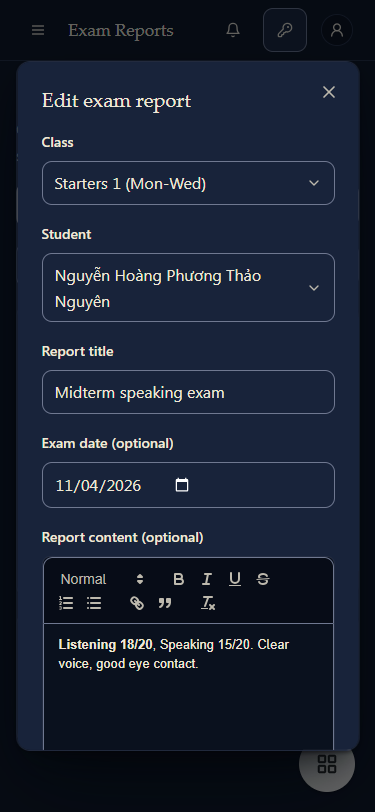 Exam Reports
Edit exam report
Class
Starters 1 (Mon-Wed)
Student
Nguyễn Hoàng Phương Thảo
Nguyên
Report title
Midterm speaking exam
Exam date (optional)
11/04/2026
Report content (optional)
Normal
Listening 18/20, Speaking 15/20. Clear
voice, good eye contact.